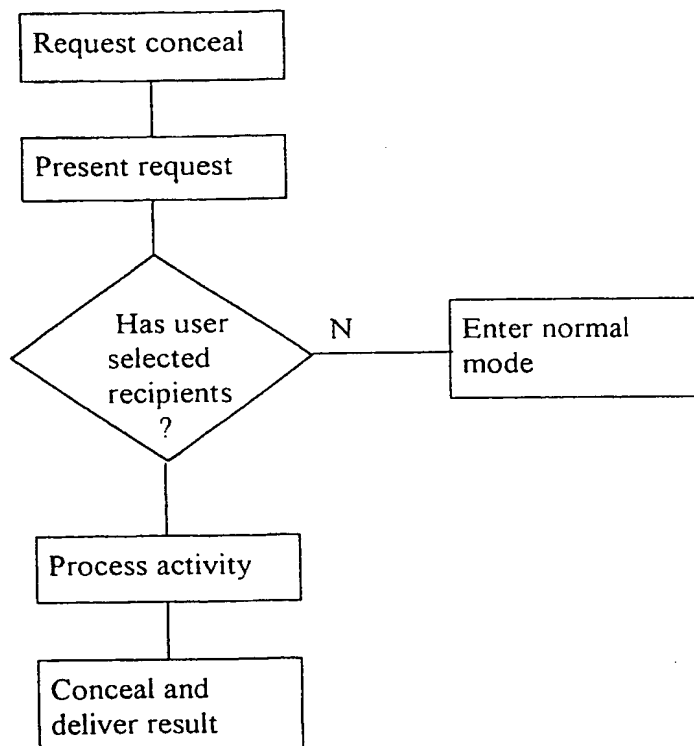 Request conceal
Present request
Has user
selected
recipients
?
N
Enter normal
mode
Process activity
Conceal and
deliver result